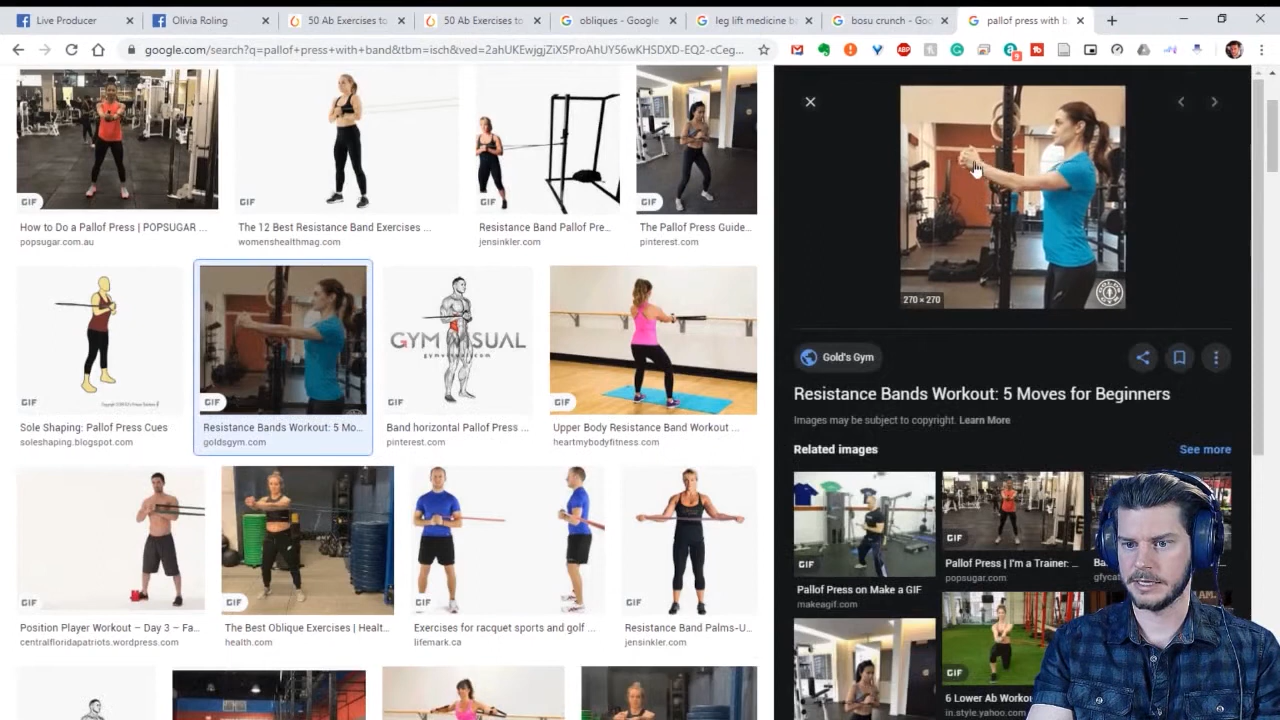 Live Producer
Olivia Roling
50 Ab Exercises to
50 Ab Exercises to
obliques - Google
leg lift medicine ba
bosu crunch - Goo
pallof press with b
google.com/search?q=pallof+press+with+band&tbm=isch&ved=2ahUKEwjgjZiX5ProAhUY56wKHSDXD-EQ2-cCeg...
ABP
9
GIF
How to Do a Pallof Press | POPSUGAR ...
popsugar.com.au
GIF
The 12 Best Resistance Band Exercises ...
womenshealthmag.com
GIF
Resistance Band Pallof Pre...
jensinkler.com
GIF
The Pallof Press Guide...
pinterest.com
270 × 270
Gold's Gym
Resistance Bands Workout: 5 Moves for Beginners
Images may be subject to copyright. Learn More
Related images
See more
GIF
Sole Shaping: Pallof Press Cues
soleshaping.blogspot.com
GIF
Resistance Bands Workout: 5 Mo...
goldsgym.com
GYM VISUAL
GIF
Band horizontal Pallof Press ...
pinterest.com
GIF
Upper Body Resistance Band Workout ...
heartmybodyfitness.com
GIF
Position Player Workout – Day 3 – Fa...
centralfloridapatriots.wordpress.com
GIF
The Best Oblique Exercises | Healt...
health.com
GIF
Exercises for racquet sports and golf ...
lifemark.ca
GIF
Resistance Band Palms-U...
jensinkler.com
GIF
Pallof Press on Make a GIF
makeagif.com
GIF
Pallof Press | I'm a Trainer: ...
popsugar.com
gfycat
GIF
6 Lower Ab Workou
in.style.yahoo.com